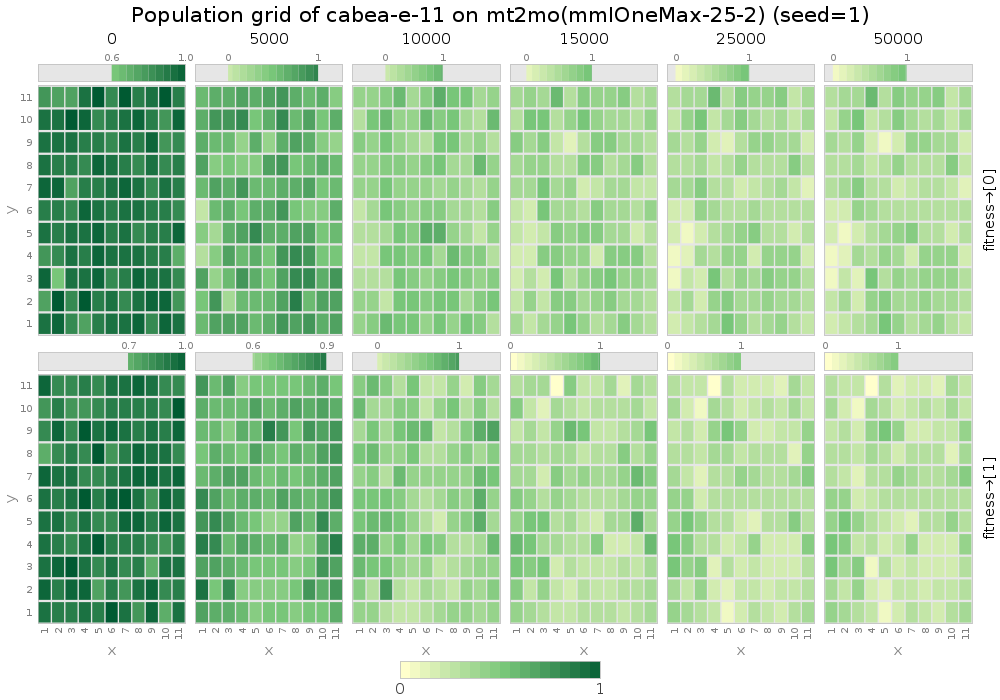 Population grid of cabea-e-11 on mt2mo(mmIOneMax-25-2) (seed=1)
0 5000 10000 15000 25000 50000
0.6 1.0 0 1 0 1 0 1 0 1 0 1
11
10
9
8
7
6
5
4
3
2
1
y
fitness→[0]
0.7 1.0 0.6 0.9 0 1 0 1 0 1 0 1
11
10
9
8
7
6
5
4
3
2
1
y
fitness→[1]
1 2 3 4 5 6 7 8 9 10 11 1 2 3 4 5 6 7 8 9 10 11 1 2 3 4 5 6 7 8 9 10 11 1 2 3 4 5 6 7 8 9 10 11 1 2 3 4 5 6 7 8 9 10 11 1 2 3 4 5 6 7 8 9 10 11
x x x x x x
0 1